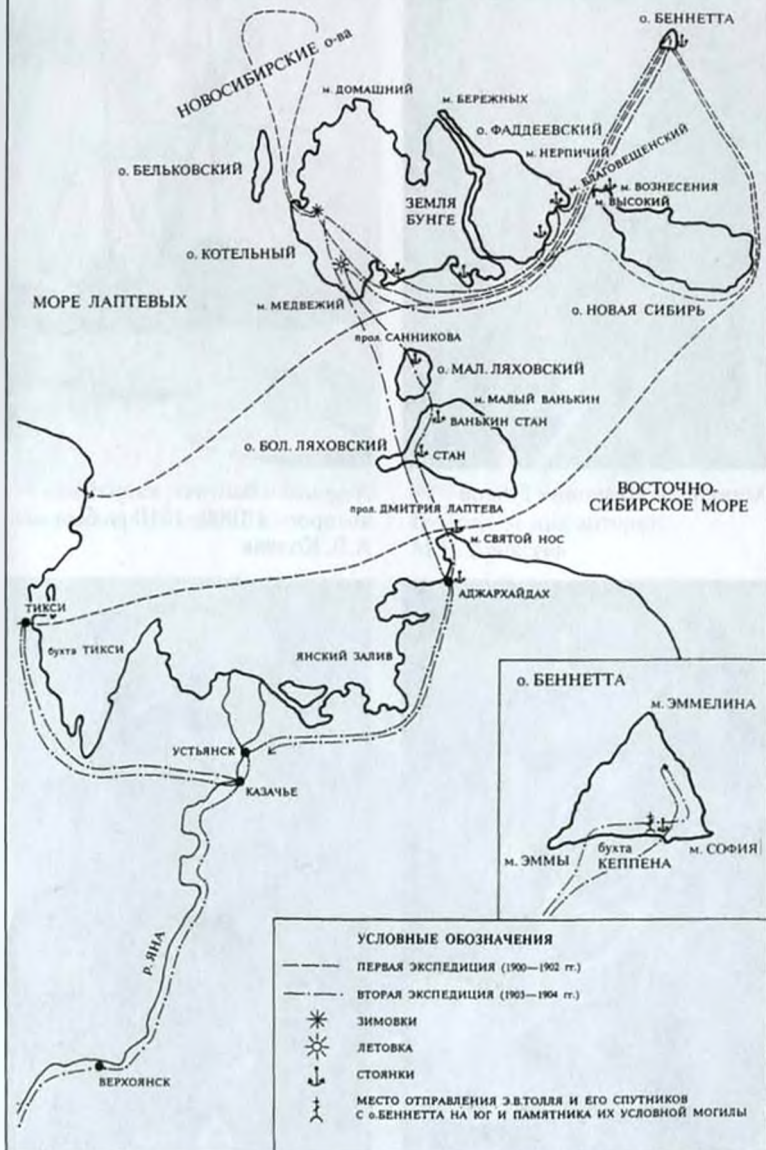 о. БЕННЕТТА
НОВОСИБИРСКИЕ о-ва
м. ДОМАШНИЙ
м. БЕРЕЖНЫХ
о. ФАДДЕЕВСКИЙ
м. НЕРПИЧИЙ
м. БЛАГОВЕЩЕНСКИЙ
о. БЕЛЬКОВСКИЙ
м. ВОЗНЕСЕНИЯ
м. ВЫСОКИЙ
ЗЕМЛЯ
БУНГЕ
о. КОТЕЛЬНЫЙ
МОРЕ ЛАПТЕВЫХ
м. МЕДВЕЖИЙ
о. НОВАЯ СИБИРЬ
прол. САННИКОВА
о. МАЛ. ЛЯХОВСКИЙ
м. МАЛЫЙ ВАНЬКИН
ВАНЬКИН СТАН
о. БОЛ. ЛЯХОВСКИЙ
СТАН
ВОСТОЧНО-
СИБИРСКОЕ МОРЕ
прол. ДМИТРИЯ ЛАПТЕВА
м. СВЯТОЙ НОС
АДЖАРХАЙДАХ
ТИКСИ
бухта ТИКСИ
ЯНСКИЙ ЗАЛИВ
УСТЬЯНСК
КАЗАЧЬЕ
р. ЯНА
ВЕРХОЯНСК
о. БЕННЕТТА
м. ЭММЕЛИНА
м. ЭММЫ
бухта
КЕППЕНА
м. СОФИЯ
УСЛОВНЫЕ ОБОЗНАЧЕНИЯ
ПЕРВАЯ ЭКСПЕДИЦИЯ (1900—1902 гг.)
ВТОРАЯ ЭКСПЕДИЦИЯ (1903—1904 гг.)
ЗИМОВКИ
ЛЕТОВКА
СТОЯНКИ
МЕСТО ОТПРАВЛЕНИЯ Э.В.ТОЛЛЯ И ЕГО СПУТНИКОВ
С о.БЕННЕТТА НА ЮГ И ПАМЯТНИКА ИХ УСЛОВНОЙ МОГИЛЫ